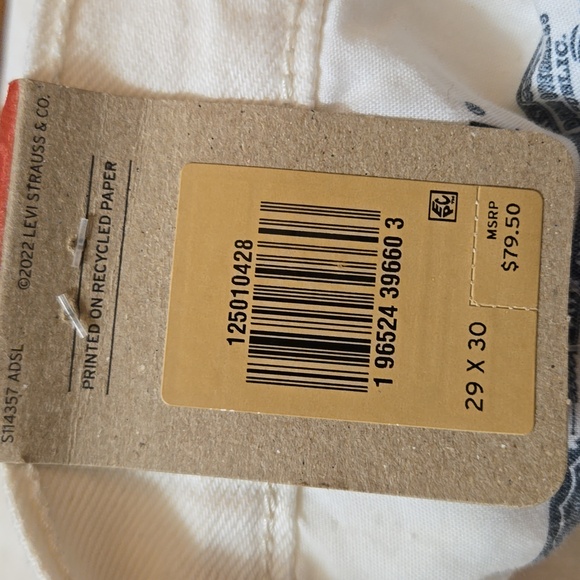 S114357 ADSL
©2022 LEVI STRAUSS & CO.
PRINTED ON RECYCLED PAPER
125010428
1 96524 39660 3
29 X 30
MSRP
$79.50